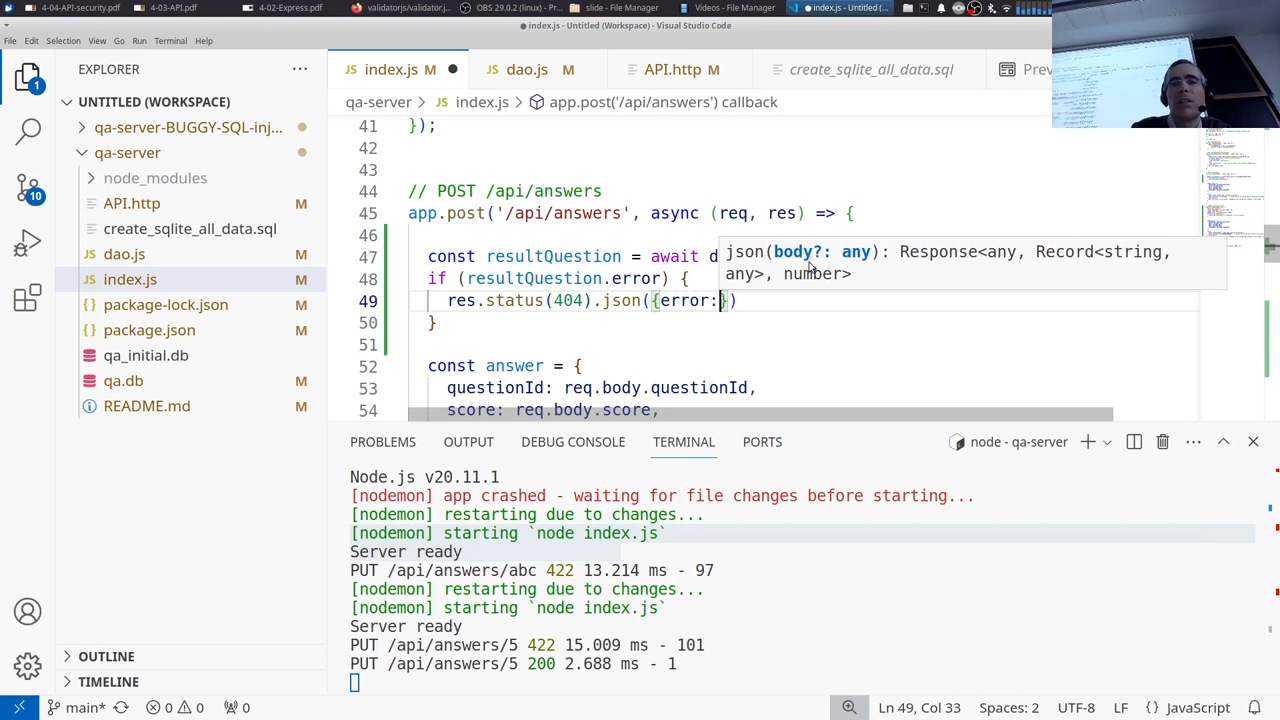 4-04-API-security.pdf
4-03-API.pdf
4-02-Express.pdf
validatorjs/validator.js:
OBS 29.0.2 (linux) - Pr
slide - File Manager
Videos - File Manager
index.js - Untitled (
index.js - Untitled (Workspace) - Visual Studio Code
File Edit Selection View Go Run Terminal Help
EXPLORER
index.js M
dao.js M
API.http M
create_sqlite_all_data.sql
Prev
qa-server > index.js > app.post('/api/answers') callback
UNTITLED (WORKSPACE)
qa-server-BUGGY-SQL-inj...
qa-server
node_modules
API.http M
create_sqlite_all_data.sql
dao.js M
index.js M
package-lock.json M
package.json M
qa_initial.db
qa.db M
README.md M
OUTLINE
TIMELINE
1
10
41 });
42
43
44 // POST /api/answers
45 app.post('/api/answers', async (req, res) => {
46
47 const resultQuestion = await d
48 if (resultQuestion.error) {
49 res.status(404).json({error:})
50 }
51
52 const answer = {
53 questionId: req.body.questionId,
54 score: req.body.score,
json(body?: any): Response<any, Record<string,
any>, number>
PROBLEMS OUTPUT DEBUG CONSOLE TERMINAL PORTS
node - qa-server
Node.js v20.11.1
[nodemon] app crashed - waiting for file changes before starting...
[nodemon] restarting due to changes...
[nodemon] starting `node index.js`
Server ready
PUT /api/answers/abc 422 13.214 ms - 97
[nodemon] restarting due to changes...
[nodemon] starting `node index.js`
Server ready
PUT /api/answers/5 422 15.009 ms - 101
PUT /api/answers/5 200 2.688 ms - 1
main* 0 0 0
Ln 49, Col 33 Spaces: 2 UTF-8 LF {} JavaScript